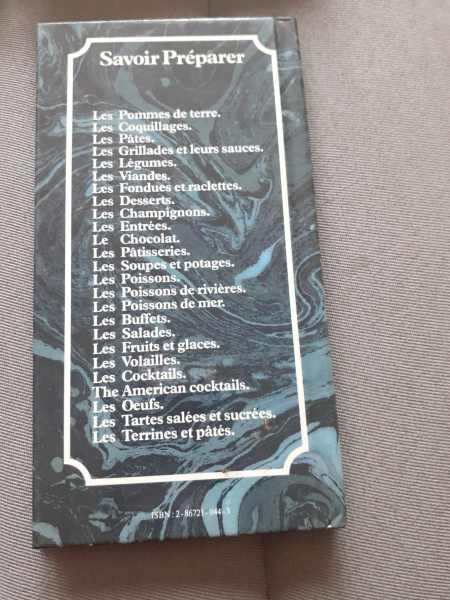 Savoir Préparer
Les Pommes de terre.
Les Coquillages.
Les Pâtes.
Les Grillades et leurs sauces.
Les Légumes.
Les Viandes.
Les Fondues et raclettes.
Les Desserts.
Les Champignons.
Les Entrées.
Le Chocolat.
Les Pâtisseries.
Les Soupes et potages.
Les Poissons.
Les Poissons de rivières.
Les Poissons de mer.
Les Buffets.
Les Salades.
Les Fruits et glaces.
Les Volailles.
Les Cocktails.
The American cocktails.
Les Oeufs.
Les Tartes salées et sucrées.
Les Terrines et pâtés.
ISBN : 2 - 86721 -